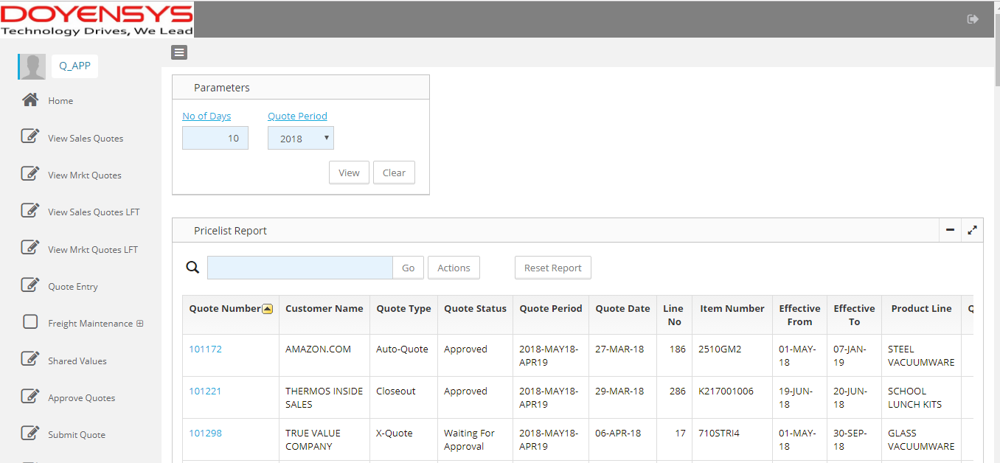 DOYENSYS
Technology Drives, We Lead
Q_APP
Home
View Sales Quotes
View Mrkt Quotes
View Sales Quotes LFT
View Mrkt Quotes LFT
Quote Entry
Freight Maintenance
Shared Values
Approve Quotes
Submit Quote
Parameters
No of Days Quote Period
10 2018
View Clear
Pricelist Report
Go Actions Reset Report
Quote Number Customer Name Quote Type Quote Status Quote Period Quote Date Line Item Number Effective Effective Product Line Q
No From To
101172 AMAZON.COM Auto-Quote Approved 2018-MAY18- 27-MAR-18 186 2510GM2 01-MAY- 07-JAN- STEEL
APR19 18 19 VACUUMWARE
101221 THERMOS INSIDE Closeout Approved 2018-MAY18- 29-MAR-18 286 K217001006 19-JUN- 20-JUN- SCHOOL
SALES APR19 18 18 LUNCH KITS
101298 TRUE VALUE X-Quote Waiting For 2018-MAY18- 06-APR-18 17 710STRI4 01-MAY- 30-SEP- GLASS
COMPANY Approval APR19 18 18 VACUUMWARE